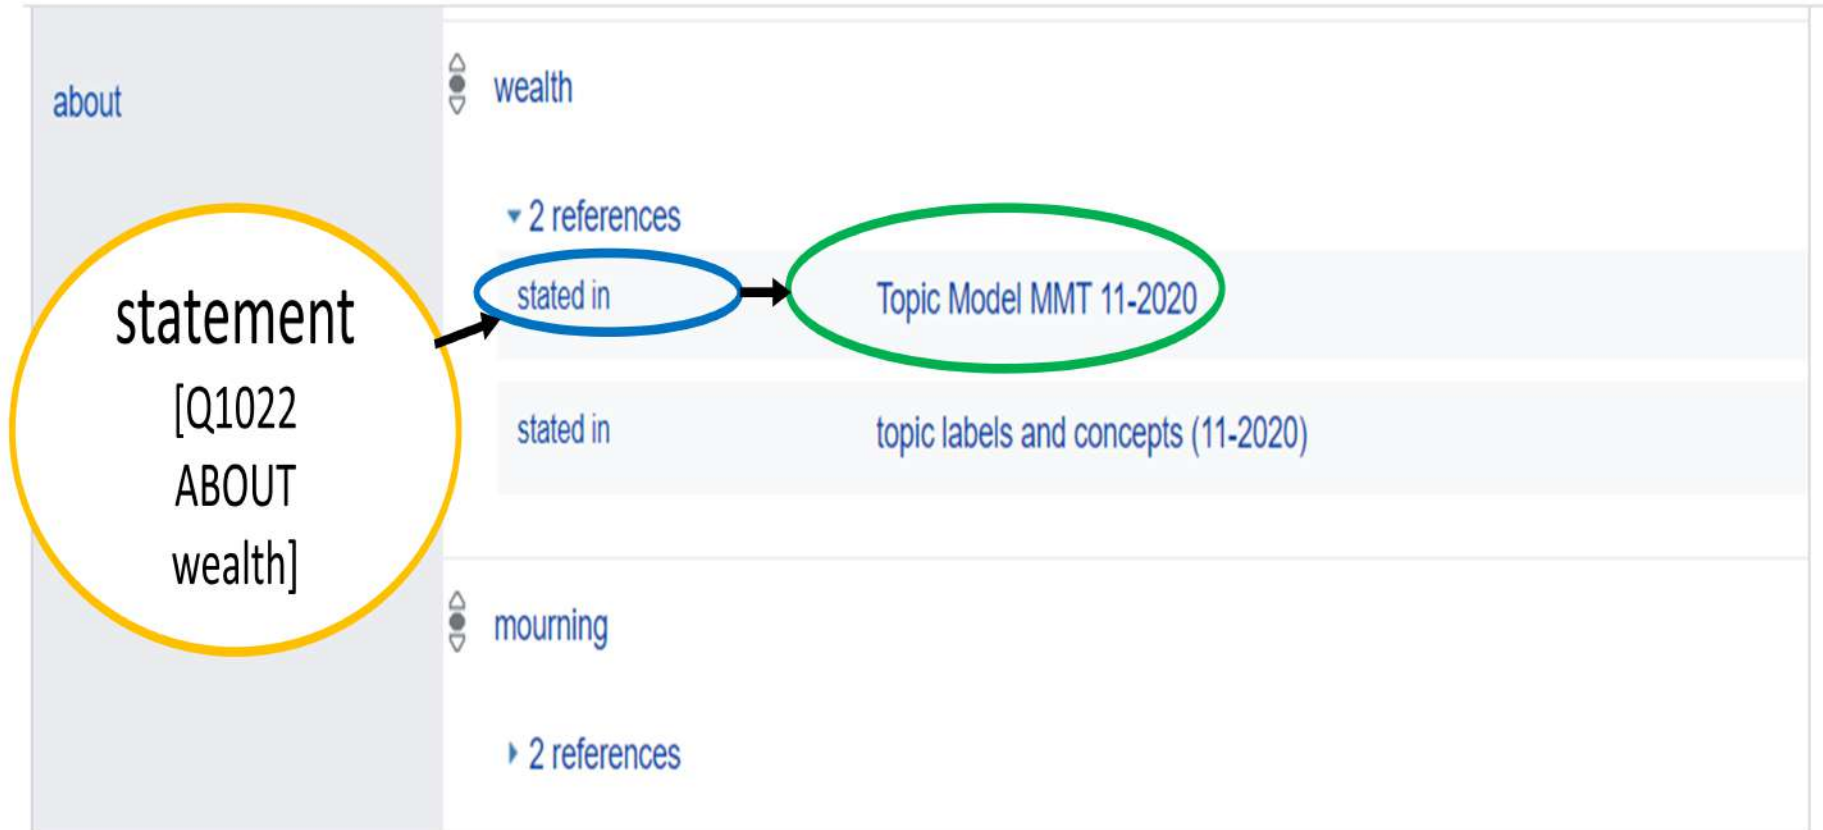 about
wealth
2 references
stated in
Topic Model MMT 11-2020
stated in
topic labels and concepts (11-2020)
statement
[Q1022
ABOUT
wealth]
mourning
2 references